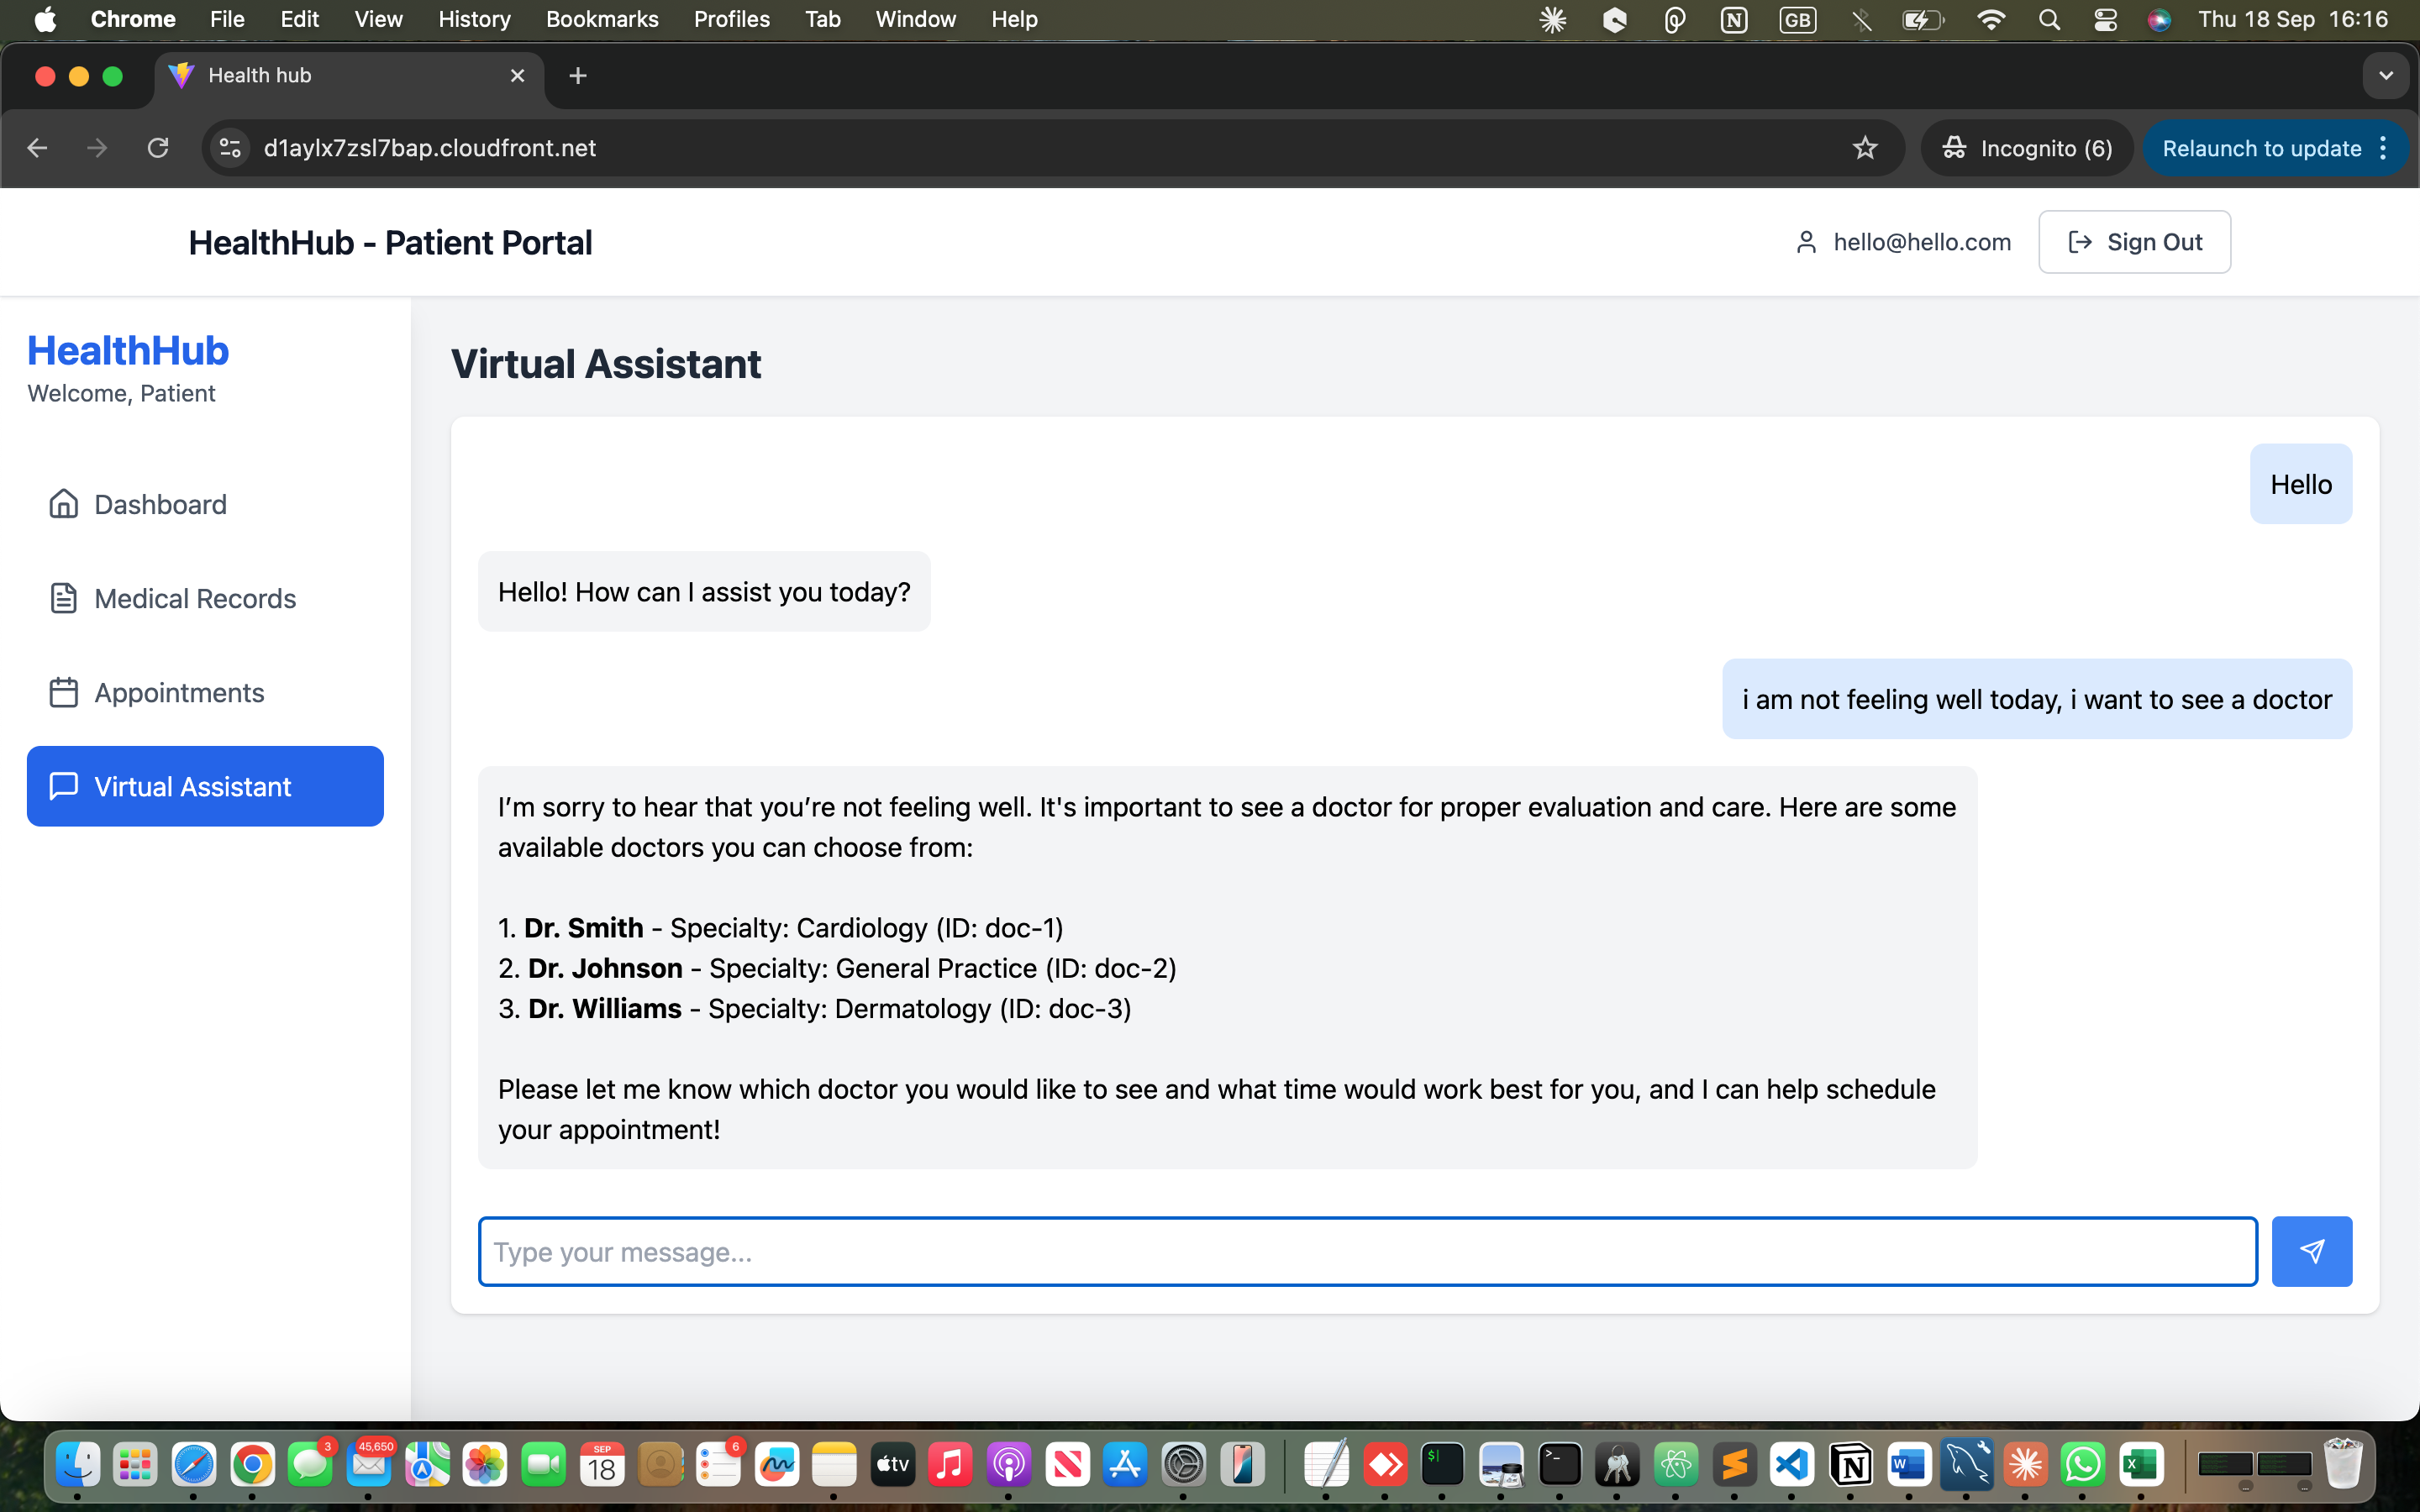 Chrome File Edit View History Bookmarks Profiles Tab Window Help N GB Thu 18 Sep 16:16
Health hub
d1aylx7zsl7bap.cloudfront.net Incognito (6) Relaunch to update
HealthHub - Patient Portal hello@hello.com Sign Out
HealthHub
Welcome, Patient
Dashboard
Medical Records
Appointments
Virtual Assistant
Virtual Assistant
Hello
Hello! How can I assist you today?
i am not feeling well today, i want to see a doctor
I’m sorry to hear that you’re not feeling well. It's important to see a doctor for proper evaluation and care. Here are some
available doctors you can choose from:
1. Dr. Smith - Specialty: Cardiology (ID: doc-1)
2. Dr. Johnson - Specialty: General Practice (ID: doc-2)
3. Dr. Williams - Specialty: Dermatology (ID: doc-3)
Please let me know which doctor you would like to see and what time would work best for you, and I can help schedule
your appointment!
Type your message...
3 45,650 SEP 18 6 tv N $ >_ N W X